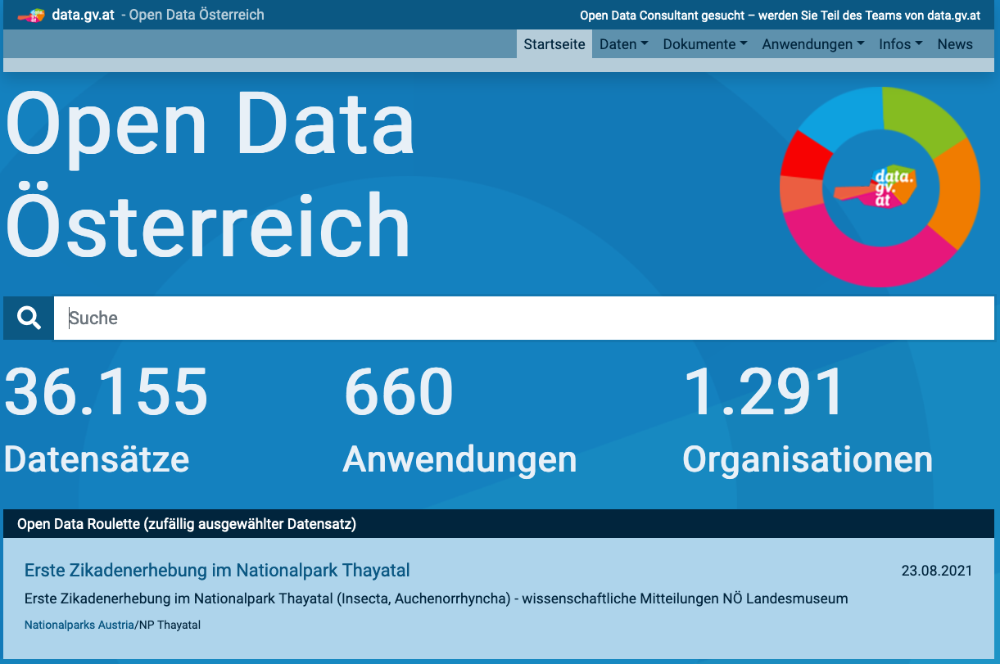 data.gv.at - Open Data Österreich
Open Data Consultant gesucht – werden Sie Teil des Teams von data.gv.at
Startseite Daten Dokumente Anwendungen Infos News
Open Data
Österreich
data.
gv.
at
Suche
36.155 660 1.291
Datensätze Anwendungen Organisationen
Open Data Roulette (zufällig ausgewählter Datensatz)
Erste Zikadenerhebung im Nationalpark Thayatal 23.08.2021
Erste Zikadenerhebung im Nationalpark Thayatal (Insecta, Auchenorrhyncha) - wissenschaftliche Mitteilungen NÖ Landesmuseum
Nationalparks Austria/NP Thayatal